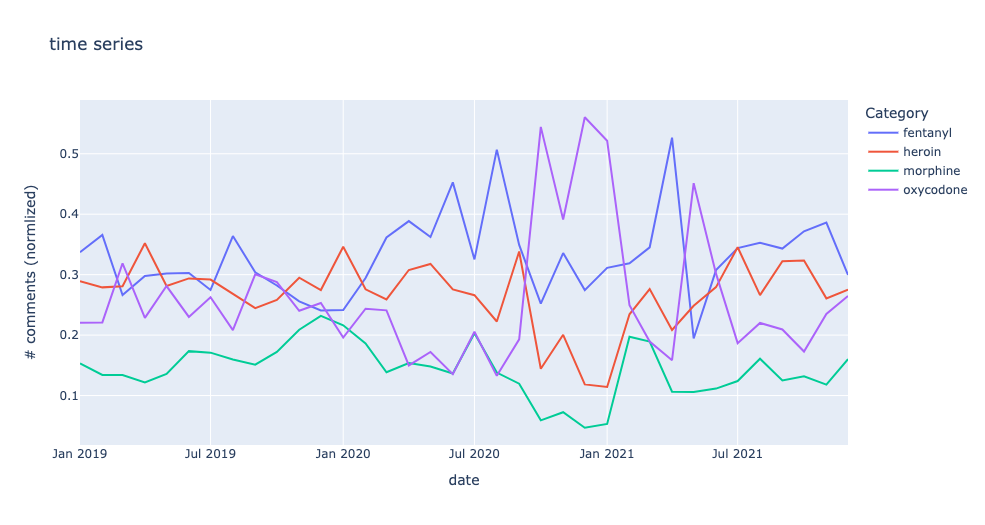 time series
# comments (normlized)
0.5
0.4
0.3
0.2
0.1
Jan 2019
Jul 2019
Jan 2020
Jul 2020
Jan 2021
Jul 2021
date
Category
fentanyl
heroin
morphine
oxycodone